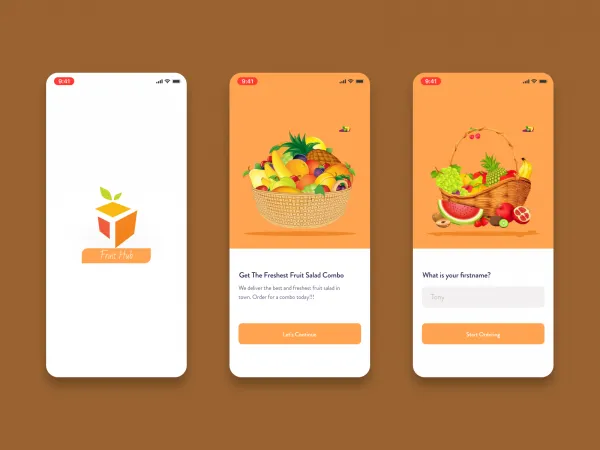 9:41
Fruit Hub
9:41
Get The Freshest Fruit Salad Combo
We deliver the best and freshest fruit salad in
town. Order for a combo today!!!
Let's Continue
9:41
What is your firstname?
Tony
Start Ordering